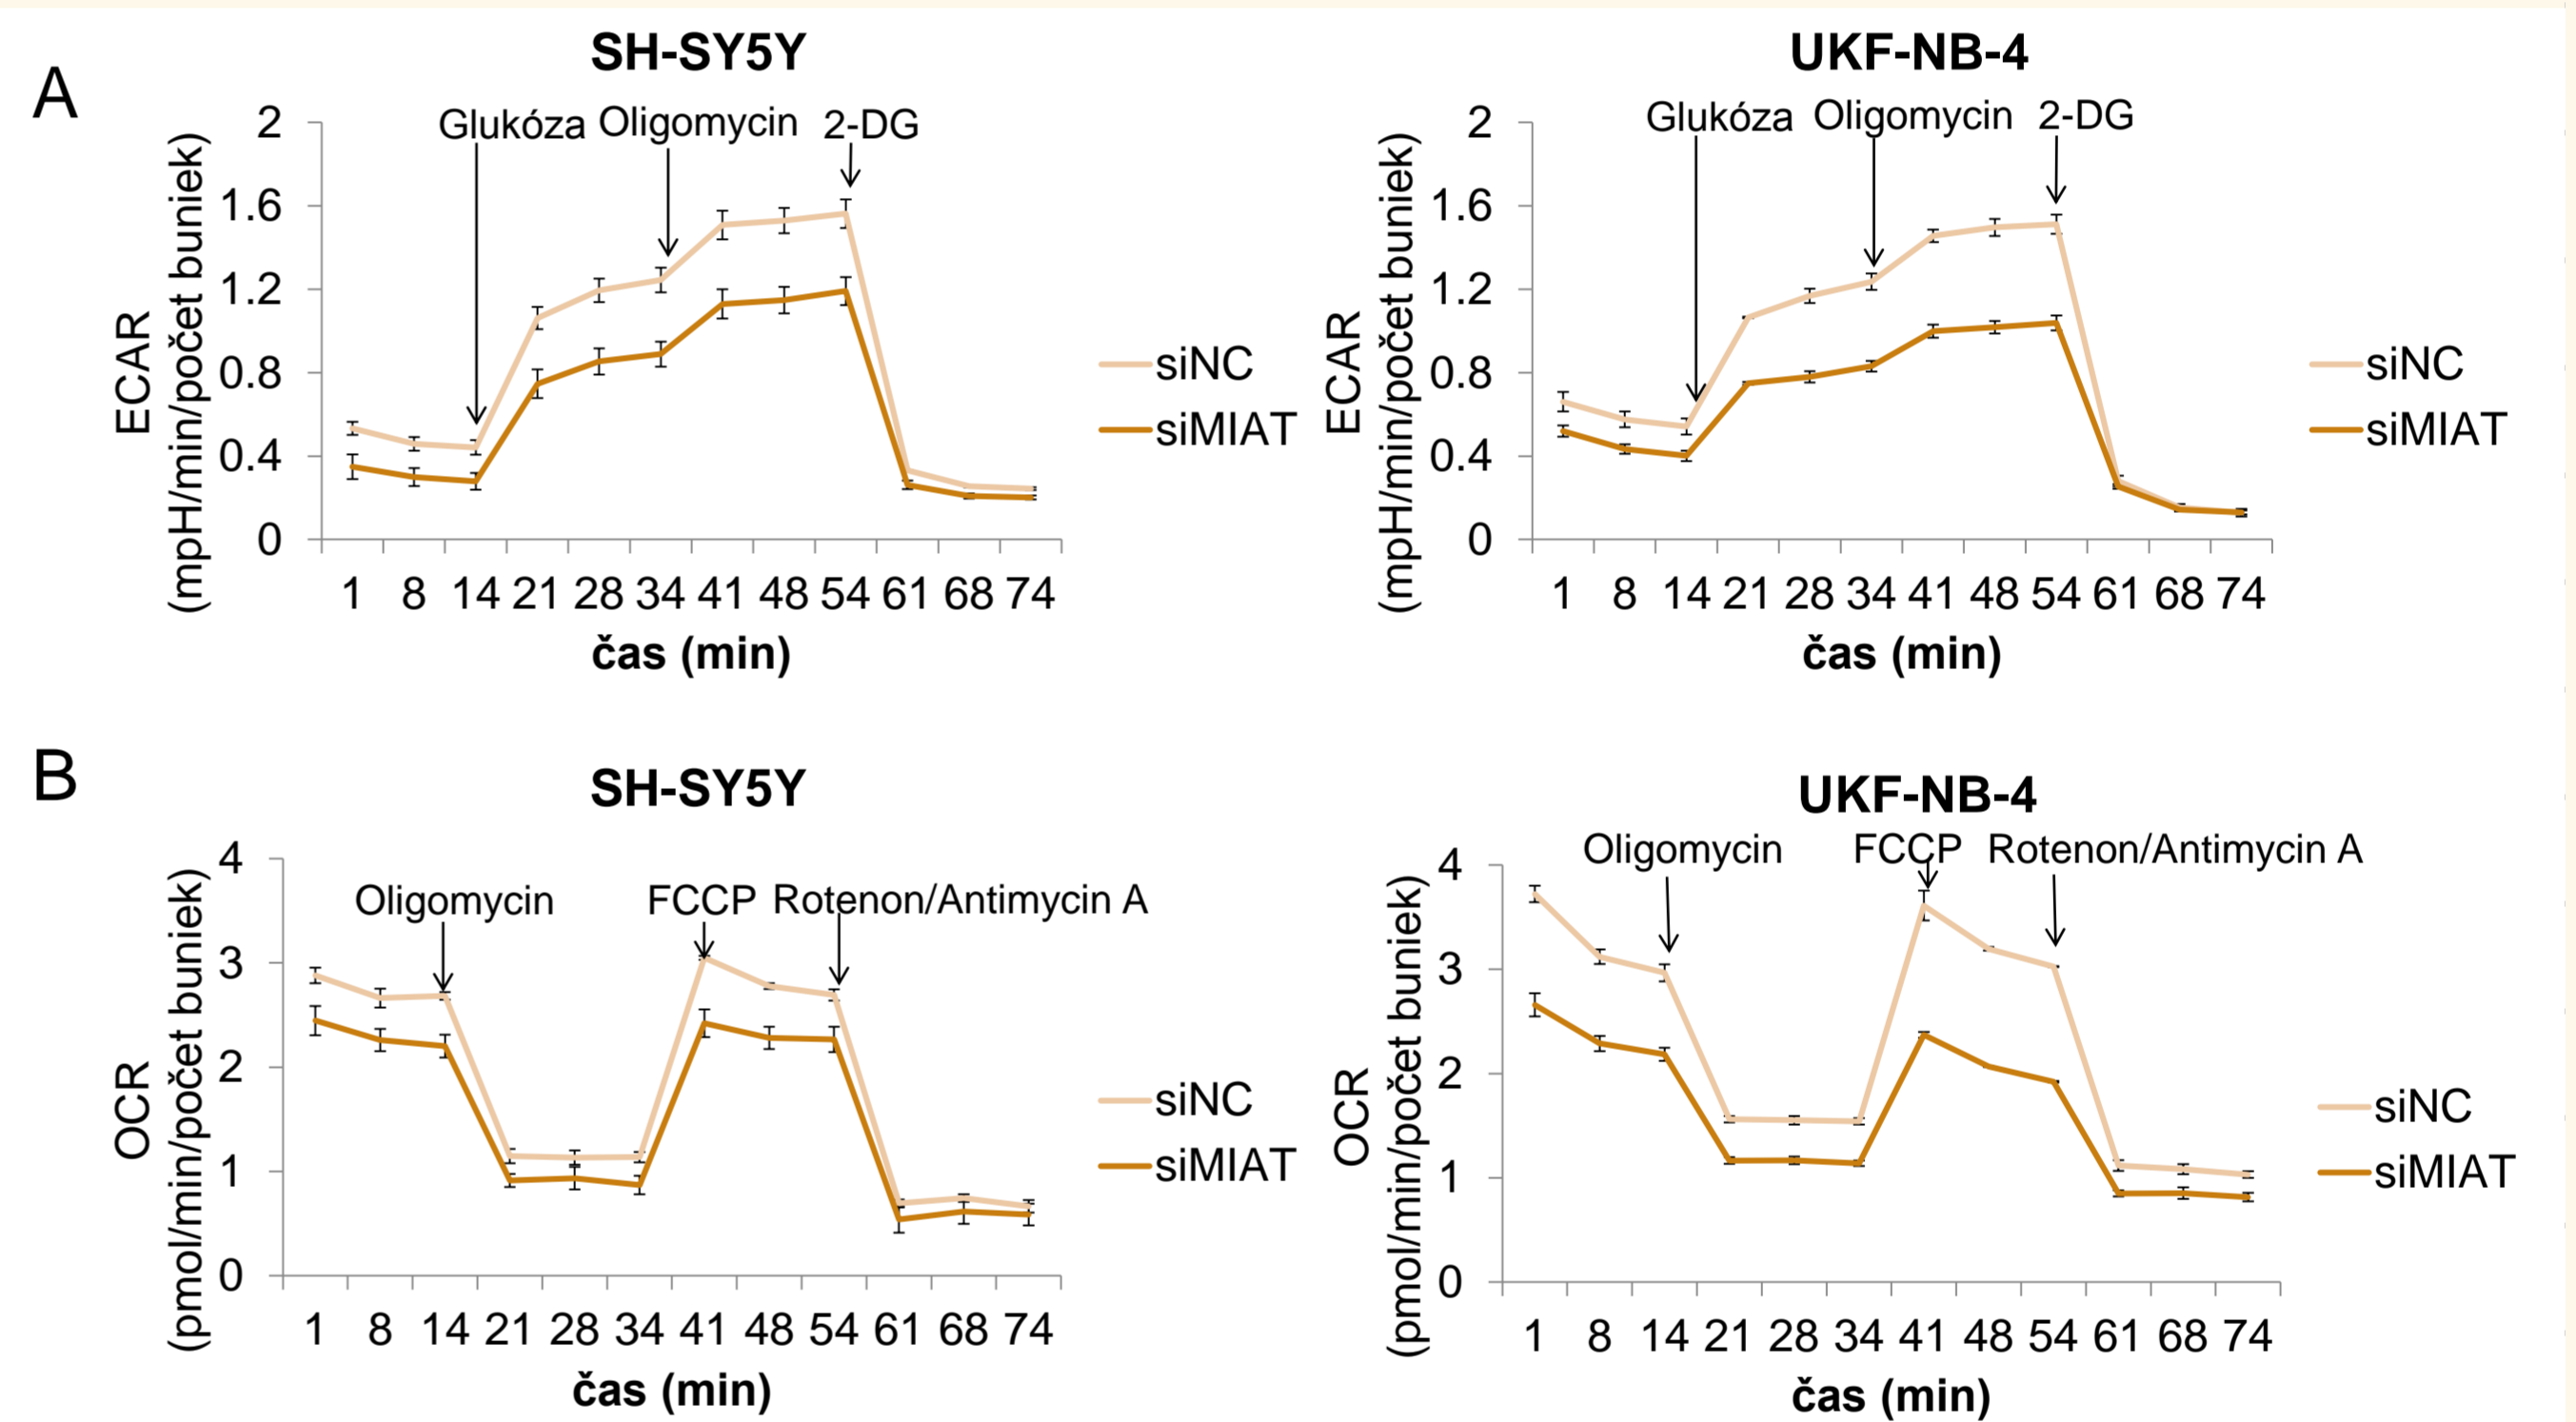 A
SH-SY5Y
Glukóza Oligomycin 2-DG
ECAR
(mpH/min/počet buniek)
2
1.6
1.2
0.8
0.4
0
1 8 14 21 28 34 41 48 54 61 68 74
čas (min)
siNC
siMIAT
UKF-NB-4
Glukóza Oligomycin 2-DG
ECAR
(mpH/min/počet buniek)
2
1.6
1.2
0.8
0.4
0
1 8 14 21 28 34 41 48 54 61 68 74
čas (min)
siNC
siMIAT
B
SH-SY5Y
Oligomycin FCCP Rotenon/Antimycin A
OCR
(pmol/min/počet buniek)
4
3
2
1
0
1 8 14 21 28 34 41 48 54 61 68 74
čas (min)
siNC
siMIAT
UKF-NB-4
Oligomycin FCCP Rotenon/Antimycin A
OCR
(pmol/min/počet buniek)
4
3
2
1
0
1 8 14 21 28 34 41 48 54 61 68 74
čas (min)
siNC
siMIAT